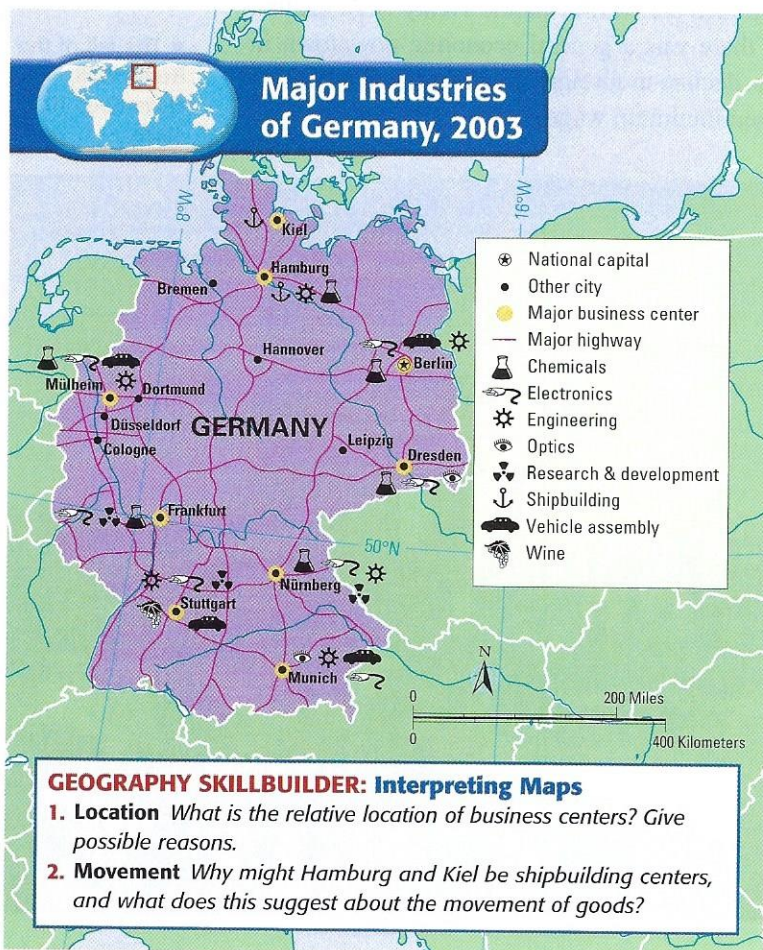 Major Industries
of Germany, 2003
8°W
16°W
Kiel
Hamburg
Bremen
Hannover
Berlin
Mülheim
Dortmund
Düsseldorf
Cologne
GERMANY
Leipzig
Dresden
Frankfurt
50°N
Nürnberg
Stuttgart
Munich
National capital
Other city
Major business center
Major highway
Chemicals
Electronics
Engineering
Optics
Research & development
Shipbuilding
Vehicle assembly
Wine
N
0
200 Miles
0
400 Kilometers
GEOGRAPHY SKILLBUILDER: Interpreting Maps
1. Location What is the relative location of business centers? Give
possible reasons.
2. Movement Why might Hamburg and Kiel be shipbuilding centers,
and what does this suggest about the movement of goods?